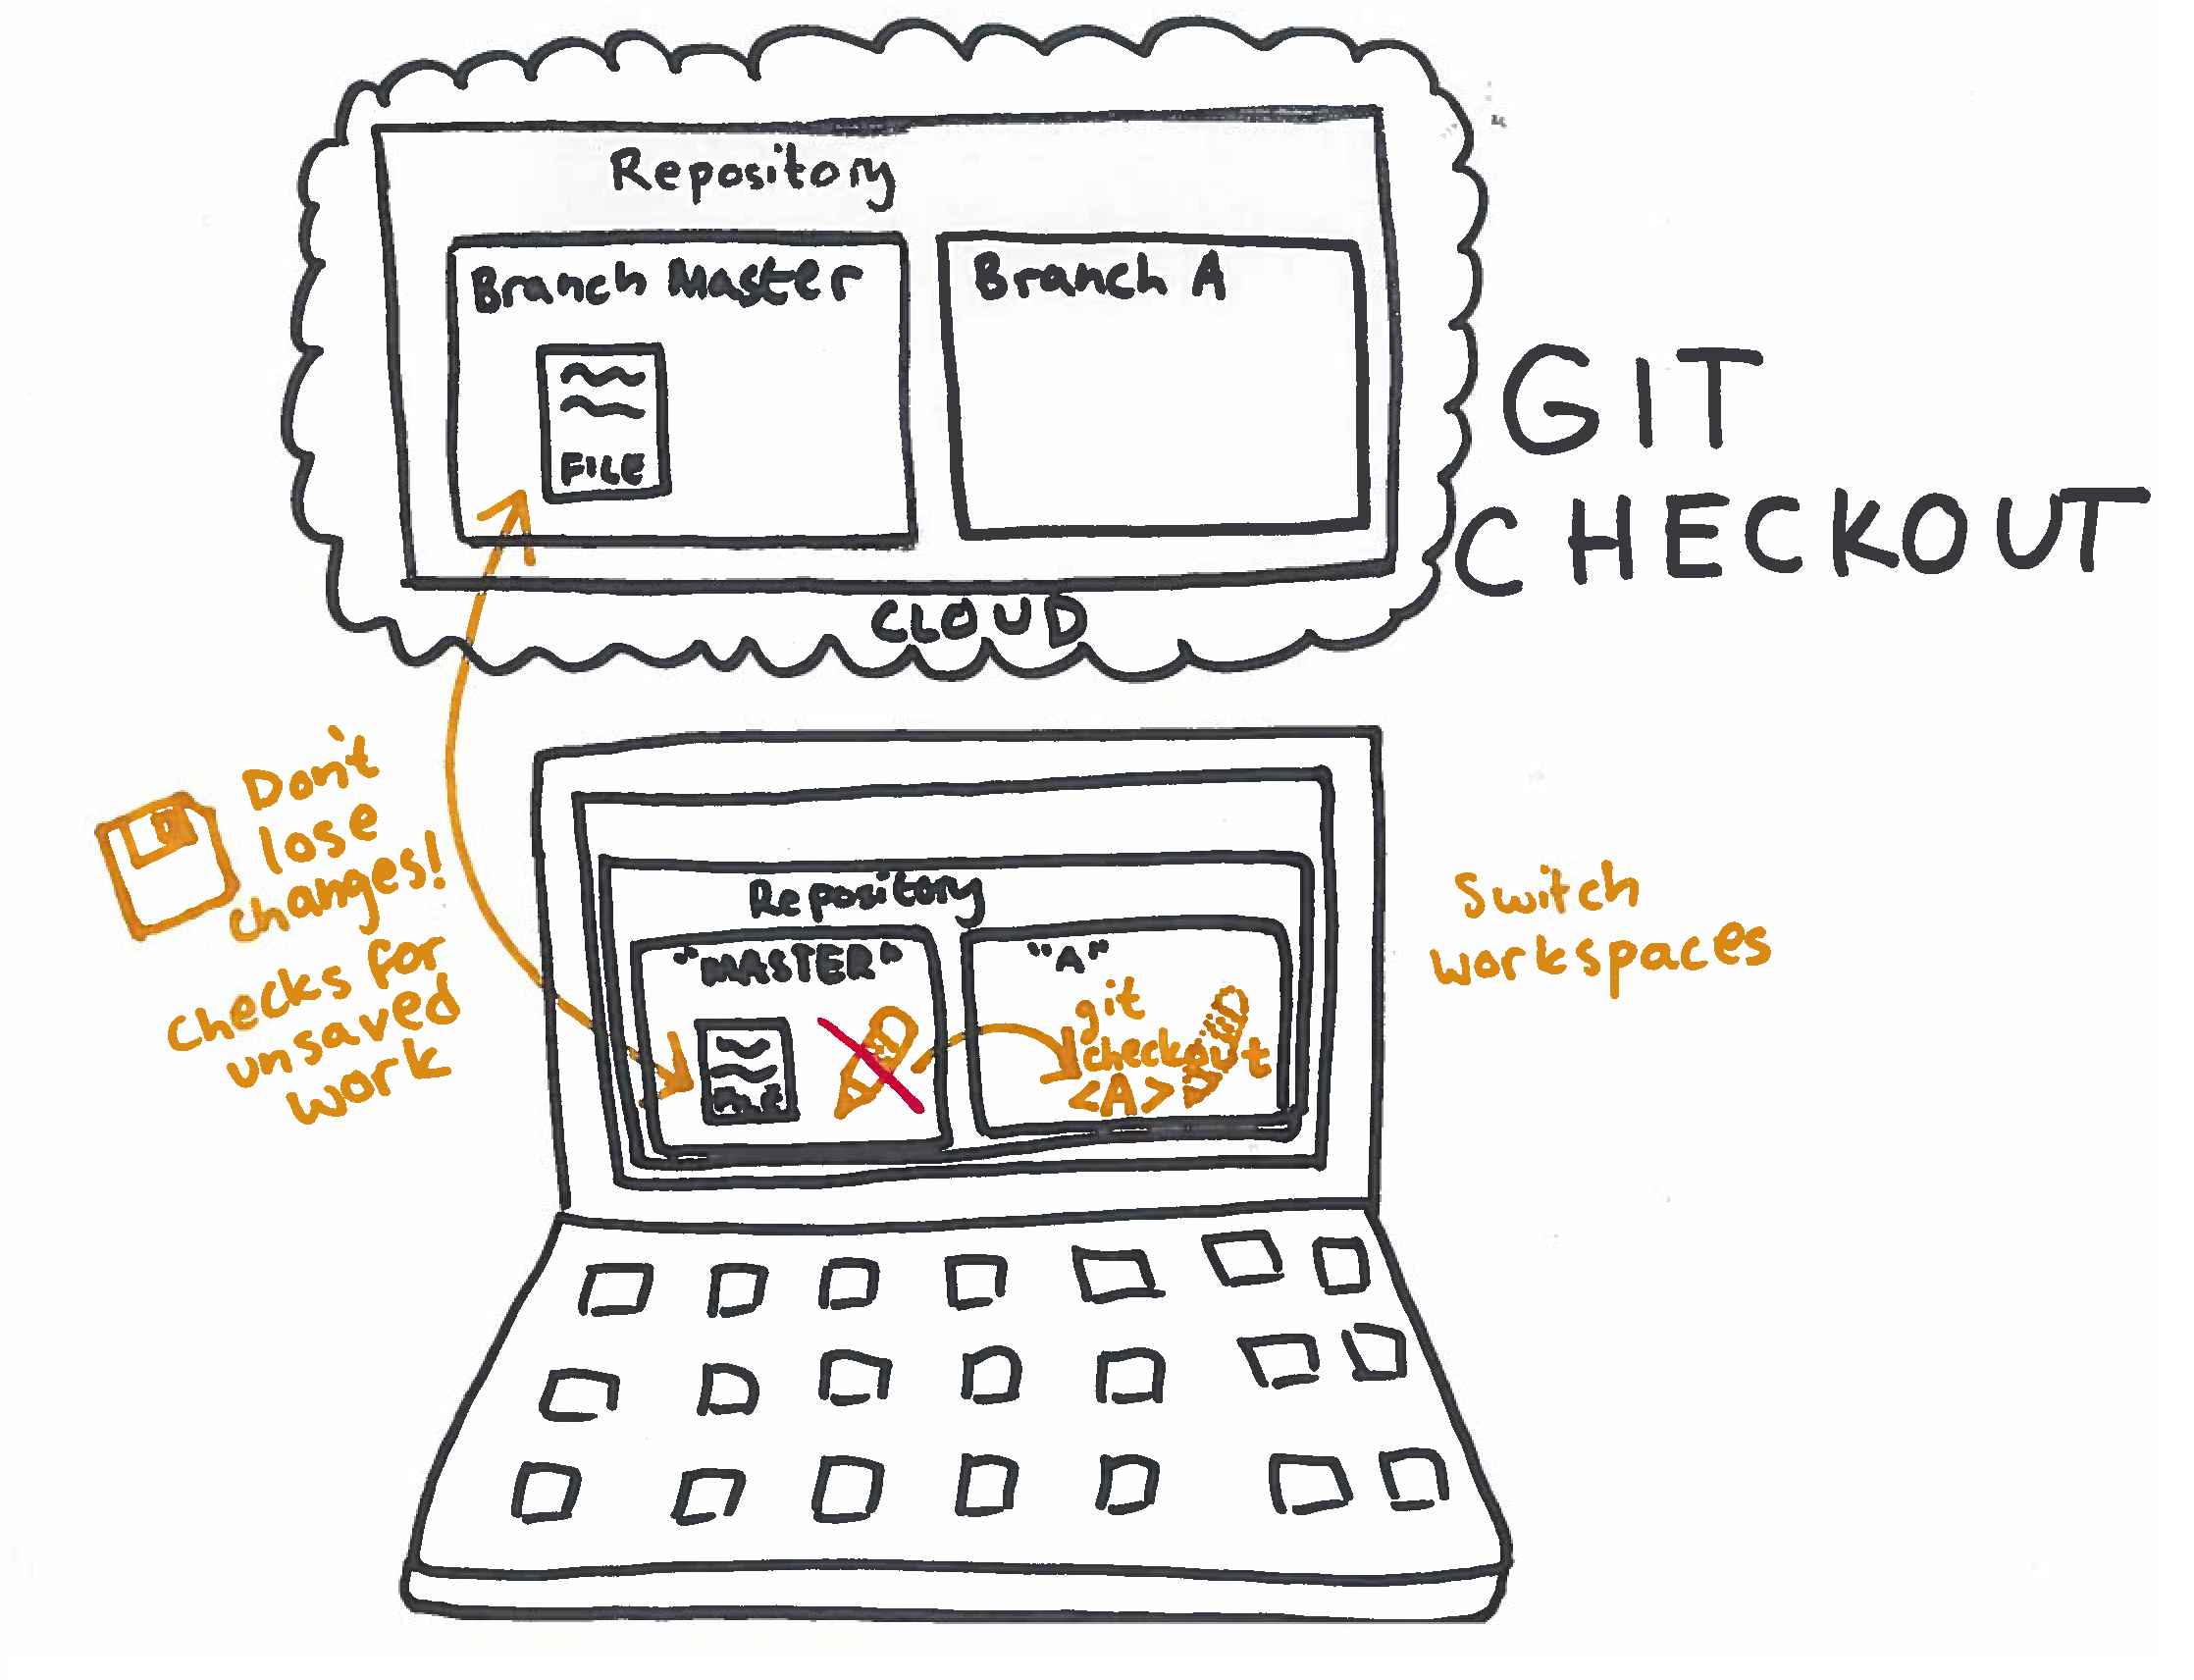 Repository
Branch Master
Branch A
FILE
CLOUD
GIT
CHECKOUT
Don't
lose
changes!
checks for
unsaved
work
Repository
"MASTER"
FILE
"A"
git
checkout
<A>
Switch
workspaces